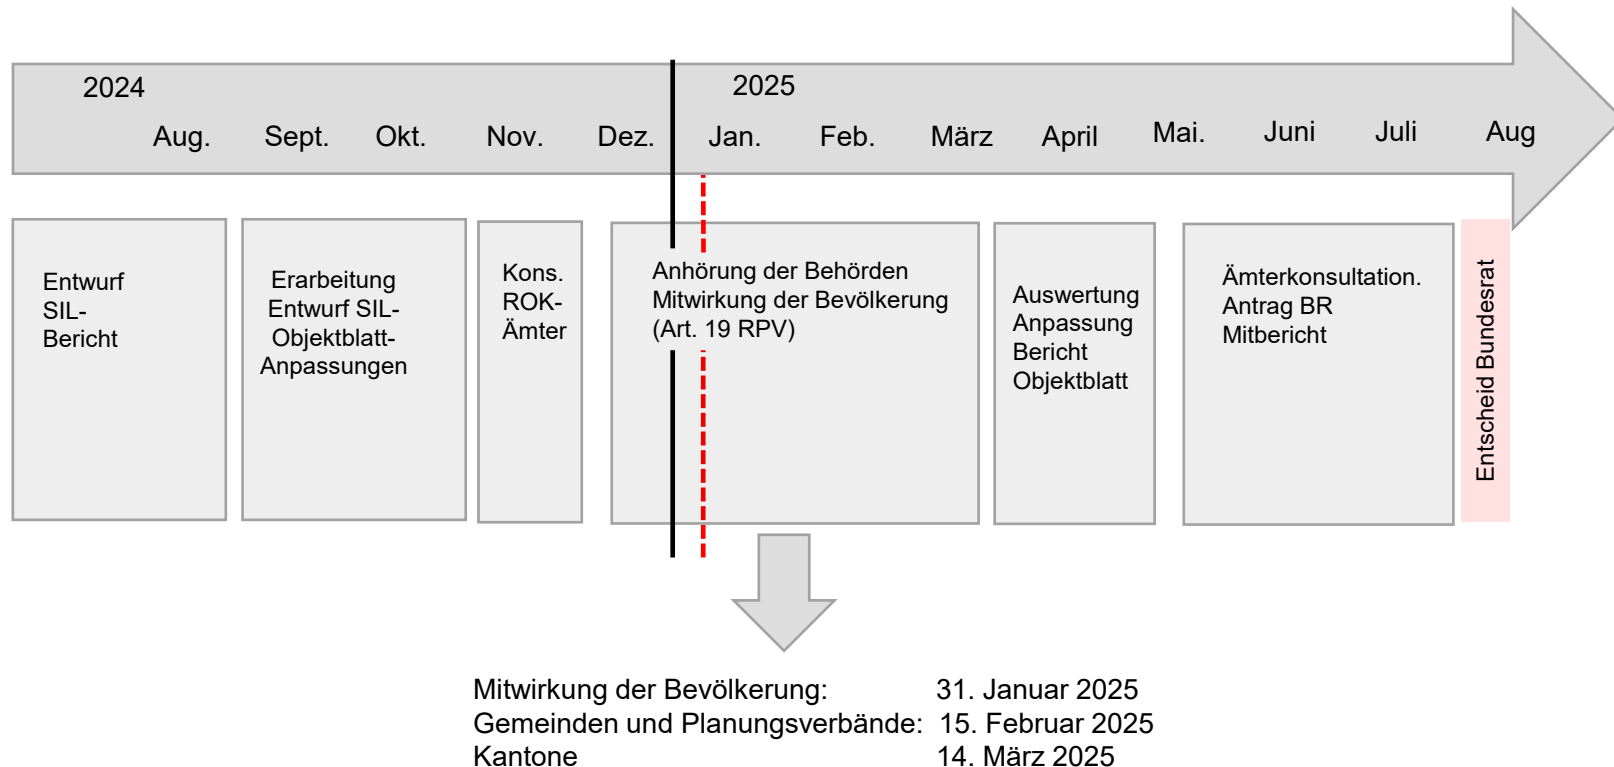 2024
2025
Aug.
Sept.
Okt.
Nov.
Dez.
Jan.
Feb.
März
April
Mai.
Juni
Juli
Aug
Entwurf
SIL-
Bericht
Erarbeitung
Entwurf SIL-
Objektblatt-
Anpassungen
Kons.
ROK-
Ämter
Anhörung der Behörden
Mitwirkung der Bevölkerung
(Art. 19 RPV)
Auswertung
Anpassung
Bericht
Objektblatt
Ämterkonsultation.
Antrag BR
Mitbericht
Entscheid Bundesrat
Mitwirkung der Bevölkerung: 31. Januar 2025
Gemeinden und Planungsverbände: 15. Februar 2025
Kantone 14. März 2025